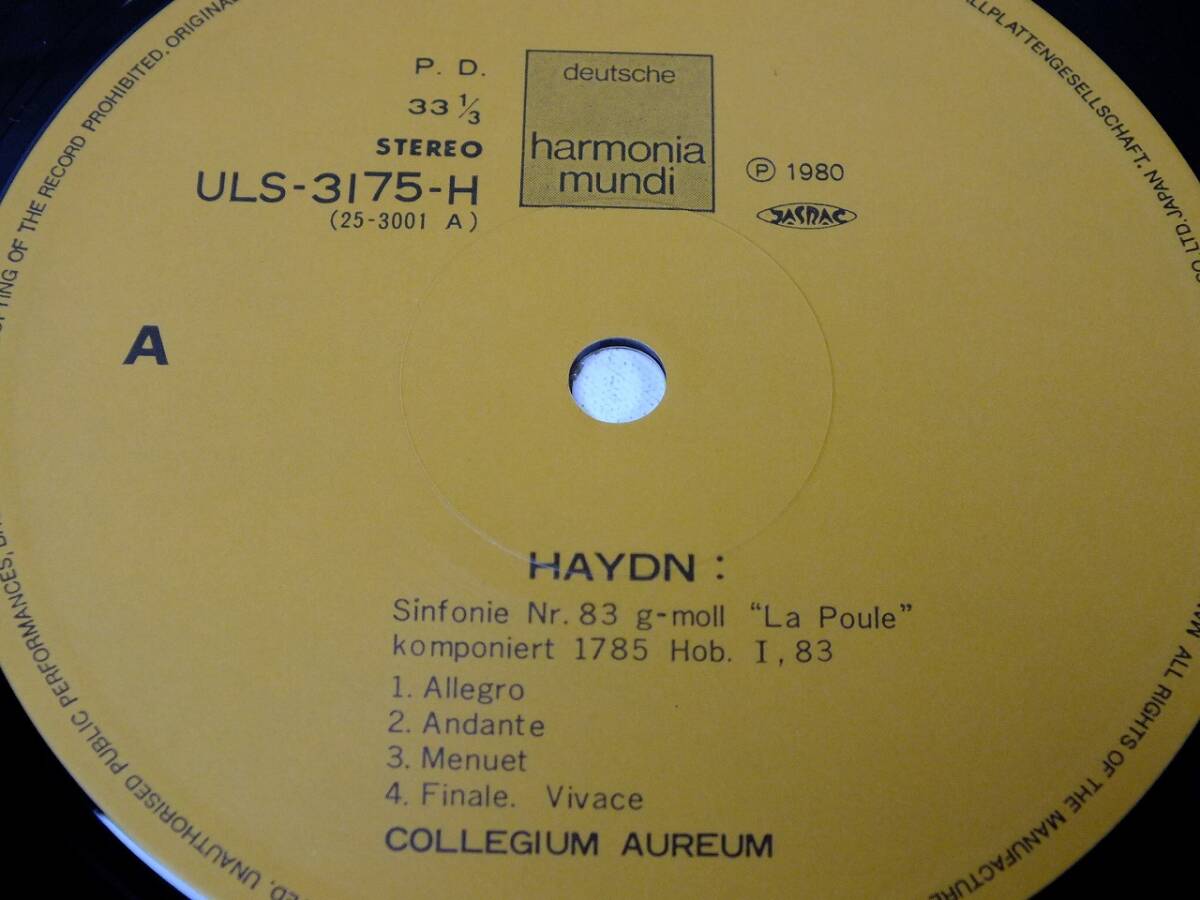 P. D.
33 1/3
STEREO
ULS-3175-H
(25-3001 A)
deutsche
harmonia
mundi
Ⓟ 1980
JASRAC
A
HAYDN :
Sinfonie Nr. 83 g-moll “La Poule”
komponiert 1785 Hob. I, 83
1. Allegro
2. Andante
3. Menuet
4. Finale. Vivace
COLLEGIUM AUREUM
UNAUTHORISED PUBLIC PERFORMANCES,
OF THE RECORD PROHIBITED. ORIGINAL
CO., LTD. JAPAN
ALL RIGHTS OF THE